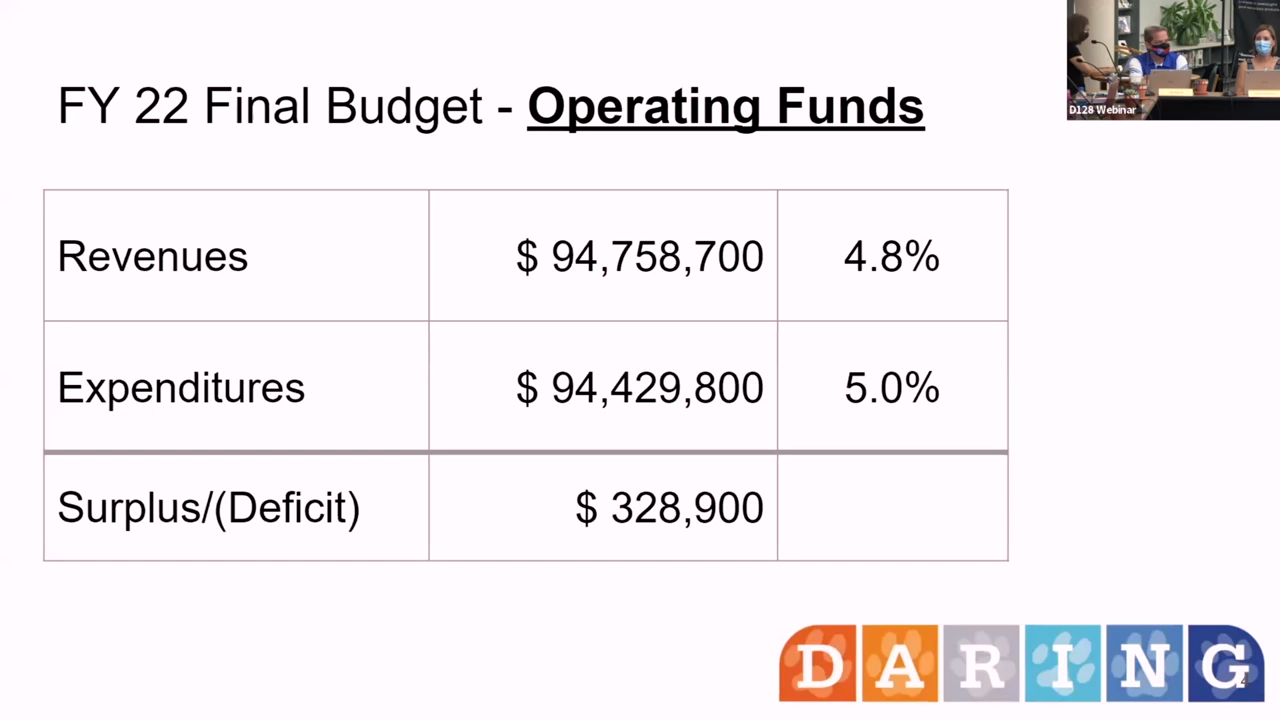 D128 Webinar
FY 22 Final Budget - Operating Funds
Revenues $ 94,758,700 4.8%
Expenditures $ 94,429,800 5.0%
Surplus/(Deficit) $ 328,900
DARING
4